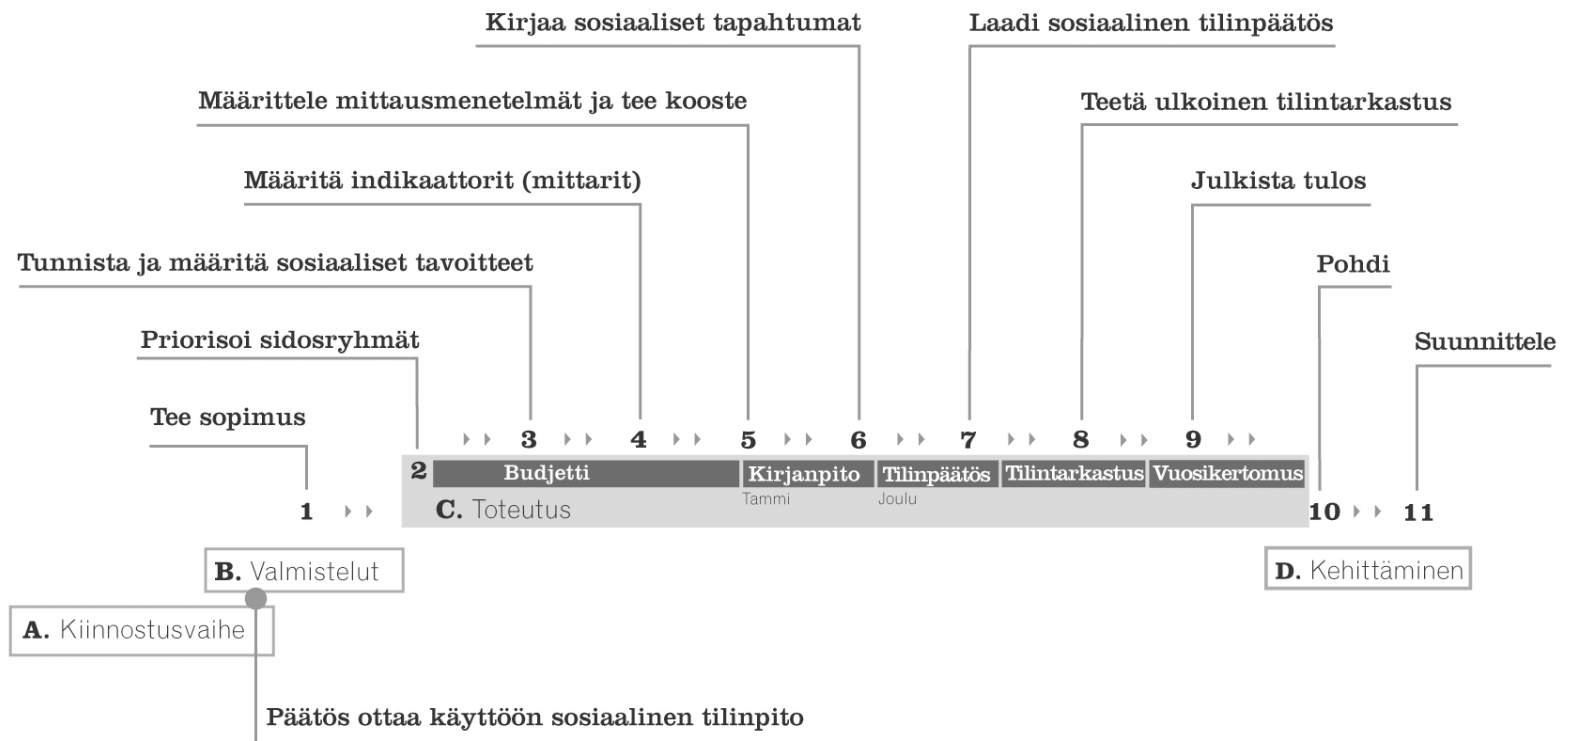 Kirjaa sosiaaliset tapahtumat
Laadi sosiaalinen tilinpäätös
Määrittele mittausmenetelmät ja tee kooste
Teetä ulkoinen tilintarkastus
Määritä indikaattorit (mittarit)
Julkista tulos
Tunnista ja määritä sosiaaliset tavoitteet
Pohdi
Priorisoi sidosryhmät
Suunnittele
Tee sopimus
3 4 5 6 7 8 9
2 Budjetti Kirjanpito Tilinpäätös Tilintarkastus Vuosikertomus
Tammi Joulu
1 C. Toteutus 10 11
B. Valmistelut
D. Kehittäminen
A. Kiinnostusvaihe
Päätös ottaa käyttöön sosiaalinen tilinpito